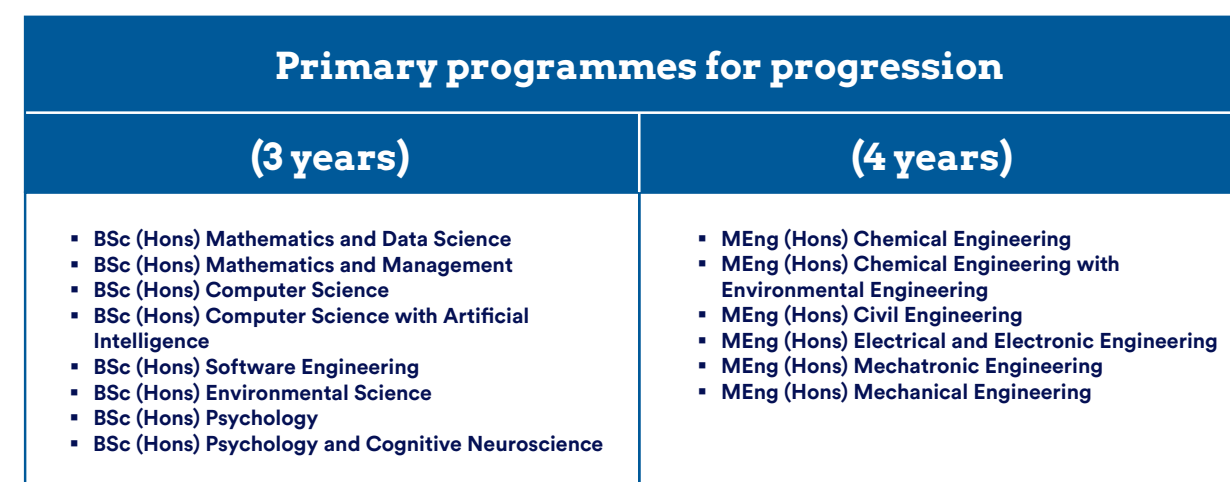 Primary programmes for progression
(3 years)
▪ BSc (Hons) Mathematics and Data Science
▪ BSc (Hons) Mathematics and Management
▪ BSc (Hons) Computer Science
▪ BSc (Hons) Computer Science with Artificial
Intelligence
▪ BSc (Hons) Software Engineering
▪ BSc (Hons) Environmental Science
▪ BSc (Hons) Psychology
▪ BSc (Hons) Psychology and Cognitive Neuroscience
(4 years)
▪ MEng (Hons) Chemical Engineering
▪ MEng (Hons) Chemical Engineering with
Environmental Engineering
▪ MEng (Hons) Civil Engineering
▪ MEng (Hons) Electrical and Electronic Engineering
▪ MEng (Hons) Mechatronic Engineering
▪ MEng (Hons) Mechanical Engineering